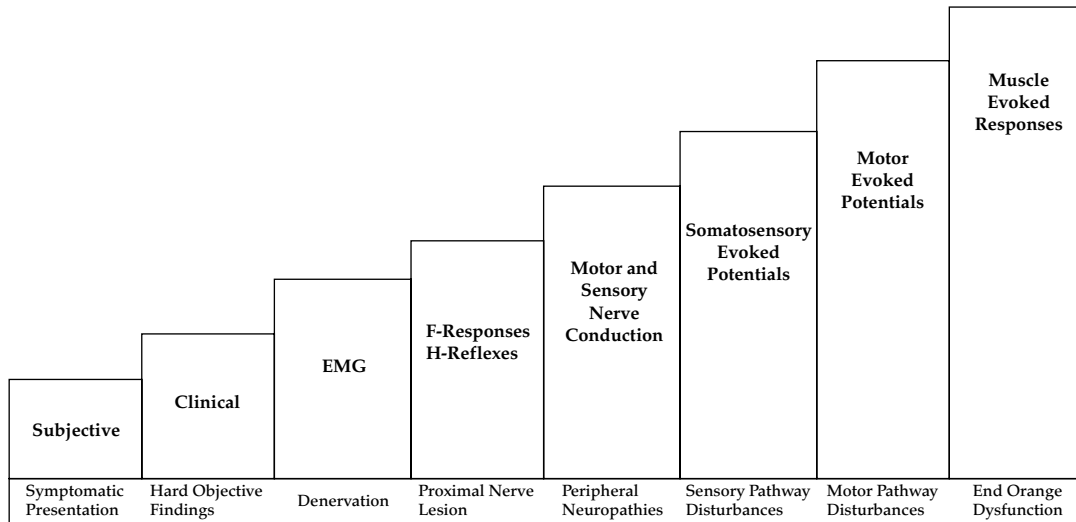 Subjective
Clinical
EMG
F-Responses
H-Reflexes
Motor and
Sensory
Nerve
Conduction
Somatosensory
Evoked
Potentials
Motor
Evoked
Potentials
Muscle
Evoked
Responses
Symptomatic
Presentation
Hard Objective
Findings
Denervation
Proximal Nerve
Lesion
Peripheral
Neuropathies
Sensory Pathway
Disturbances
Motor Pathway
Disturbances
End Orange
Dysfunction